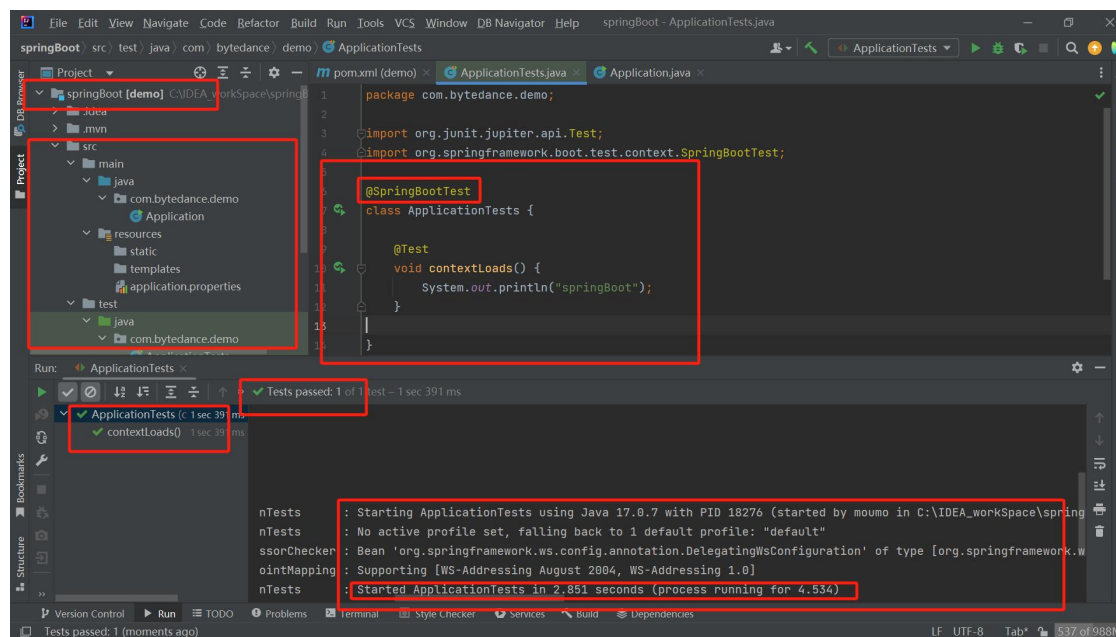 File Edit View Navigate Code Refactor Build Run Tools VCS Window DB Navigator Help springBoot - ApplicationTests.java
springBoot src test java com bytedance demo ApplicationTests
ApplicationTests
Project
pom.xml (demo) ApplicationTests.java Application.java
DB Browser
Project
springBoot [demo] C:\IDEA_workSpace\springB
.idea
.mvn
src
main
java
com.bytedance.demo
Application
resources
static
templates
application.properties
test
java
com.bytedance.demo
ApplicationTests
1 package com.bytedance.demo;
2
3 import org.junit.jupiter.api.Test;
4 import org.springframework.boot.test.context.SpringBootTest;
5
6 @SpringBootTest
7 class ApplicationTests {
8
9 @Test
10 void contextLoads() {
11 System.out.println("springBoot");
12 }
13
14 }
Run: ApplicationTests
Tests passed: 1 of 1 test – 1 sec 391 ms
ApplicationTests (c 1 sec 391 ms
contextLoads() 1 sec 391 ms
Bookmarks
Structure
nTests : Starting ApplicationTests using Java 17.0.7 with PID 18276 (started by moumo in C:\IDEA_workSpace\spring
nTests : No active profile set, falling back to 1 default profile: "default"
ssorChecker : Bean 'org.springframework.ws.config.annotation.DelegatingWsConfiguration' of type [org.springframework.w
ointMapping : Supporting [WS-Addressing August 2004, WS-Addressing 1.0]
nTests : Started ApplicationTests in 2.851 seconds (process running for 4.534)
Version Control Run TODO Problems Terminal Style Checker Services Build Dependencies
Tests passed: 1 (moments ago) LF UTF-8 Tab* 537 of 988M